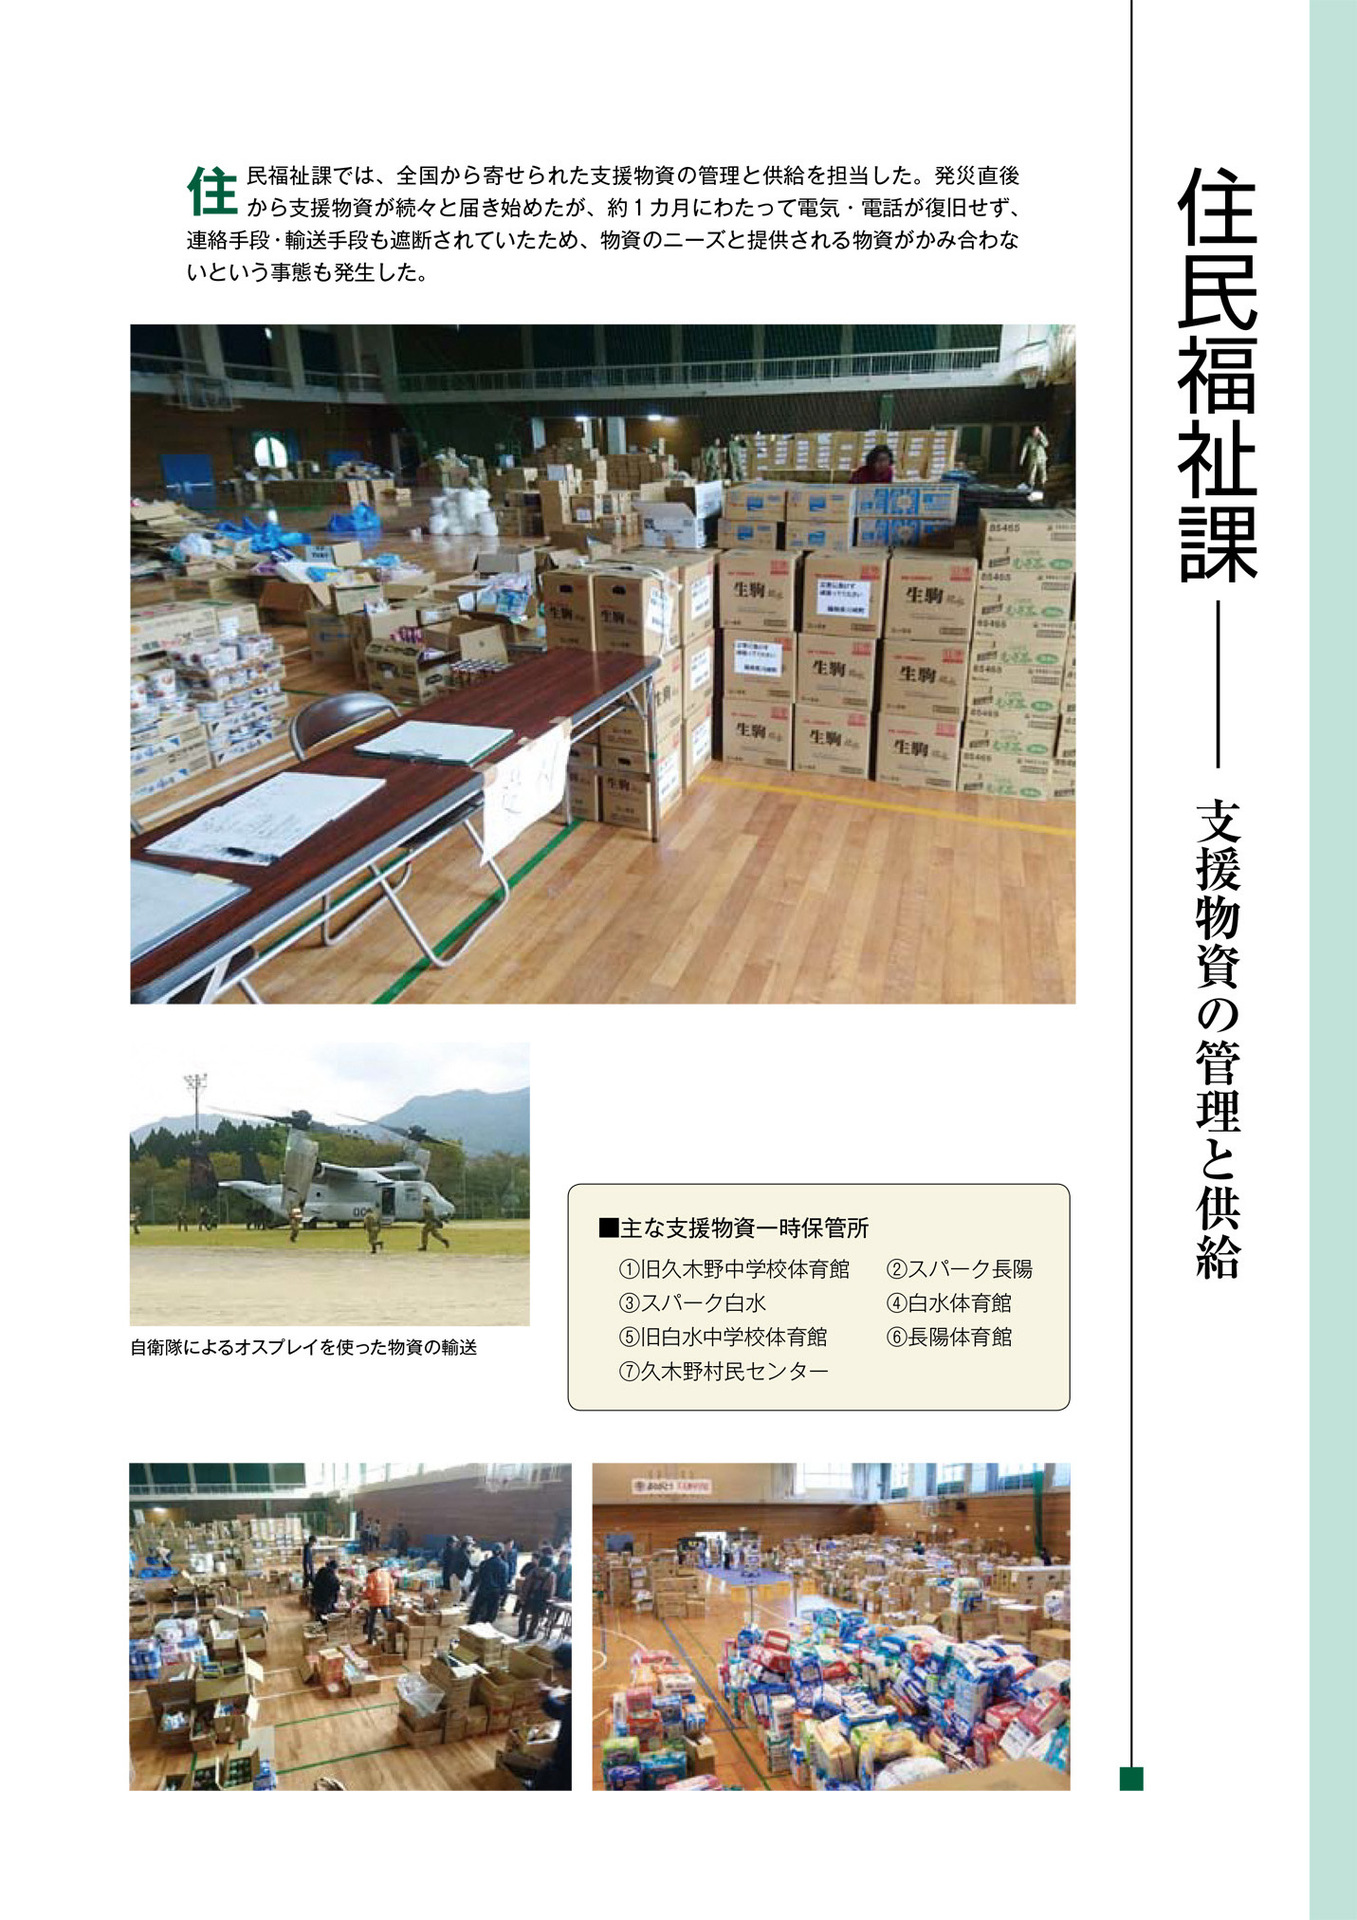 住民福祉課――支援物資の管理と供給
住民福祉課では、全国から寄せられた支援物資の管理と供給を担当した。発災直後
から支援物資が続々と届き始めたが、約1カ月にわたって電気・電話が復旧せず、
連絡手段・輸送手段も遮断されていたため、物資のニーズと提供される物資がかみ合わな
いという事態も発生した。
生駒
生駒
生駒
生駒
生駒
生駒
生駒
生駒
生駒
85465
むぎ茶
自衛隊によるオスプレイを使った物資の輸送
■主な支援物資一時保管所
①旧久木野中学校体育館 ②スパーク長陽
③スパーク白水 ④白水体育館
⑤旧白水中学校体育館 ⑥長陽体育館
⑦久木野村民センター